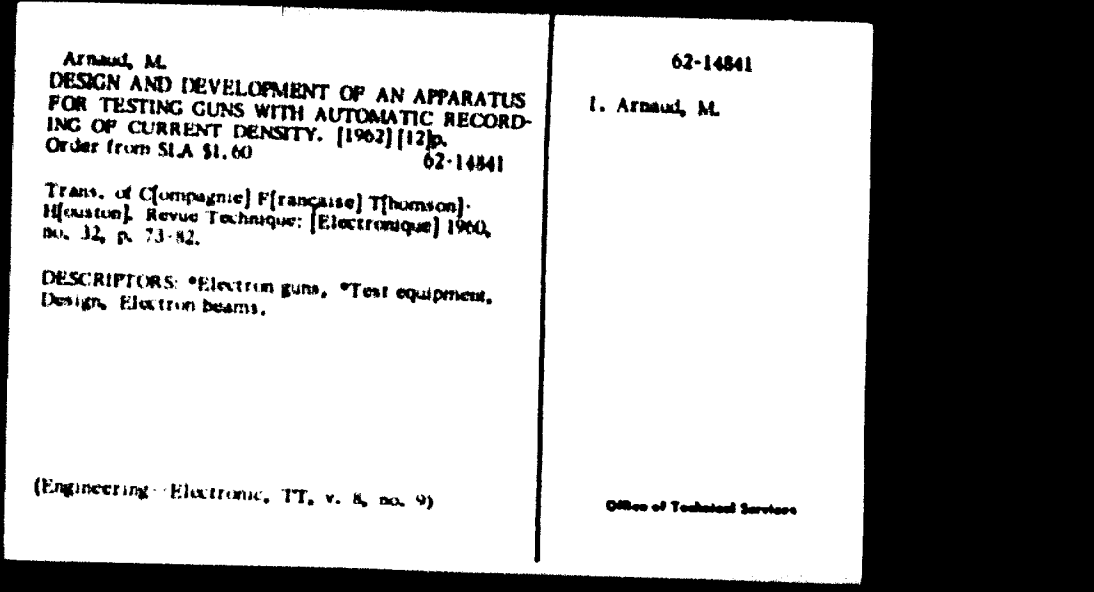 Arnaud, M.
DESIGN AND DEVELOPMENT OF AN APPARATUS
FOR TESTING GUNS WITH AUTOMATIC RECORD-
ING OF CURRENT DENSITY. [1962] [12]p.
Order from SLA $1.60 62-14841
Trans. of C[ompagnie] F[rançaise] T[homson]-
H[ouston]. Revue Technique: [Electronique] 1960,
no. 32, p. 73-82.
DESCRIPTORS: *Electron guns, *Test equipment,
Design, Electron beams.
(Engineering--Electronic, TT, v. 8, no. 9)
62-14841
I. Arnaud, M.
Office of Technical Services